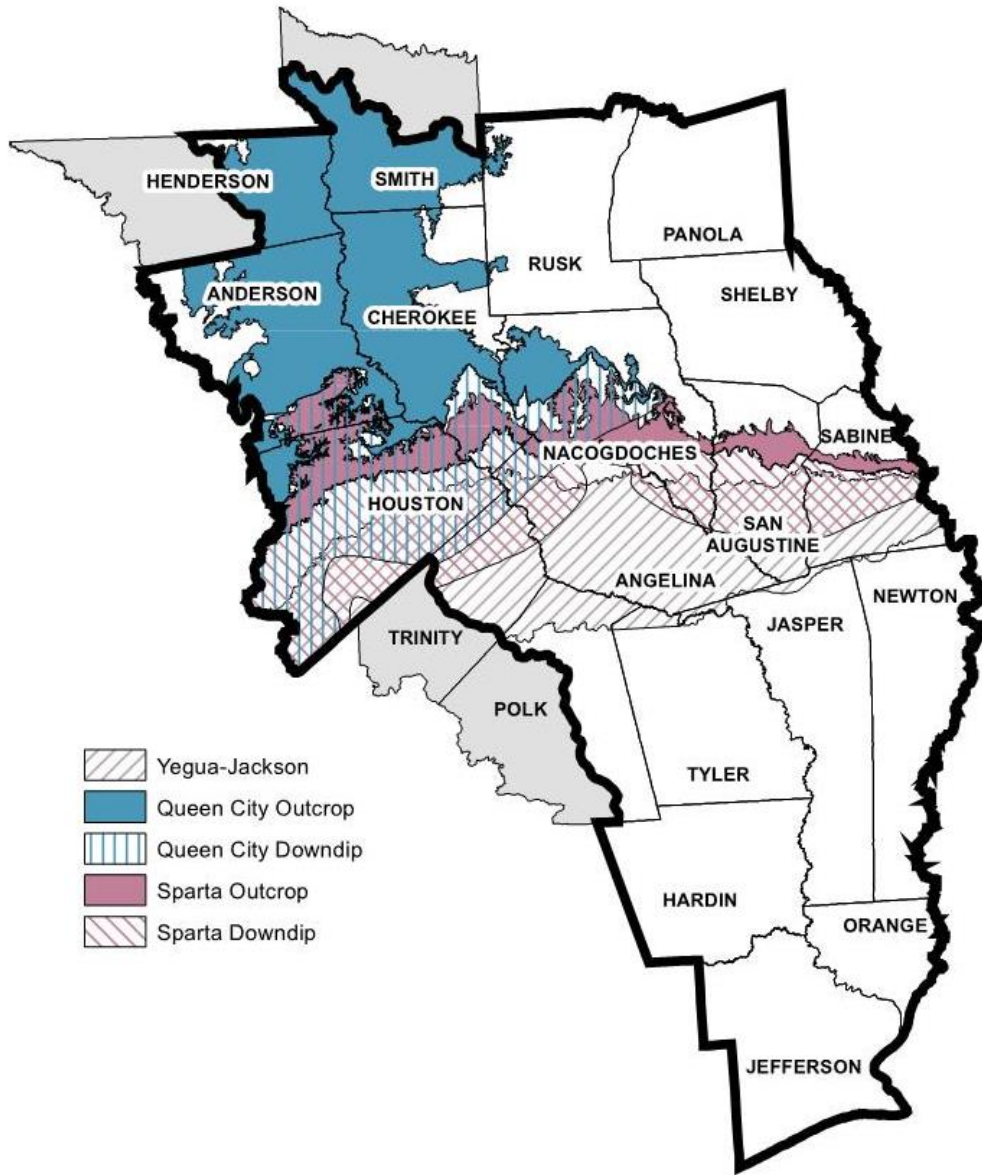 HENDERSON
SMITH
PANOLA
RUSK
ANDERSON
SHELBY
CHEROKEE
SABINE
NACOGDOCHES
HOUSTON
SAN
AUGUSTINE
ANGELINA
NEWTON
JASPER
TRINITY
POLK
TYLER
HARDIN
ORANGE
JEFFERSON
Yegua-Jackson
Queen City Outcrop
Queen City Downdip
Sparta Outcrop
Sparta Downdip